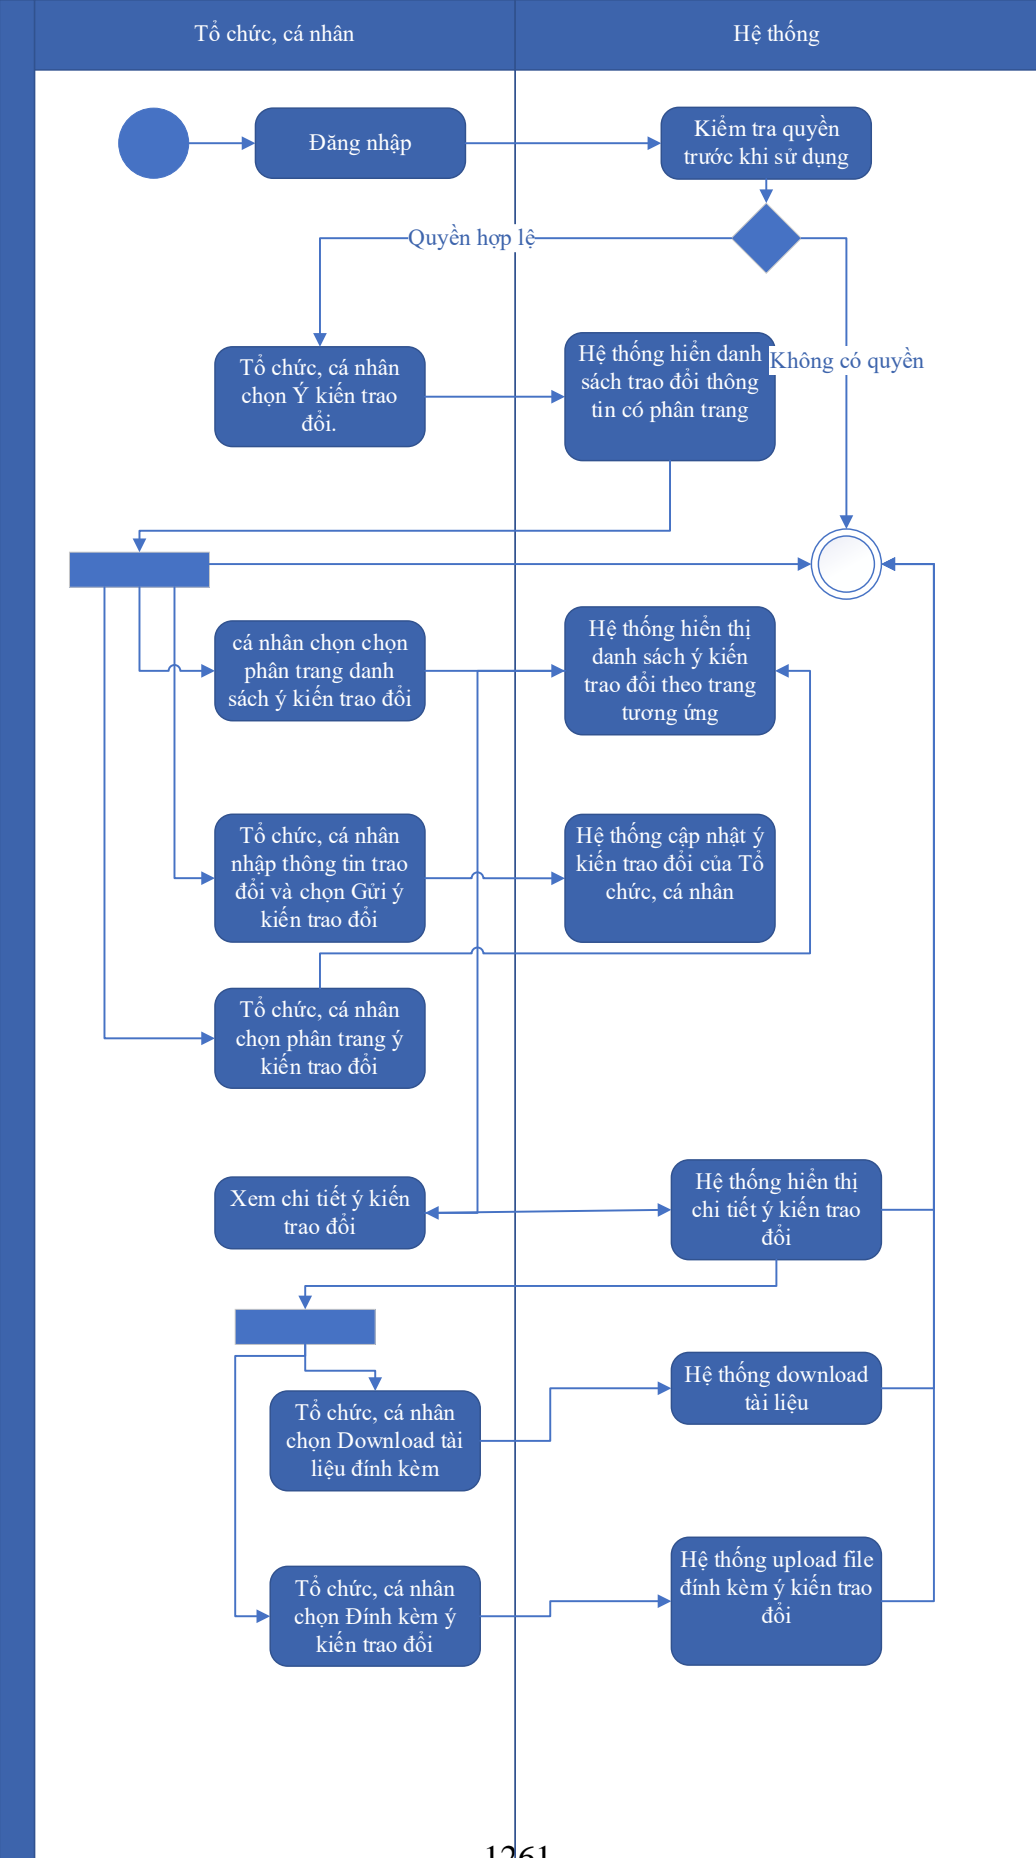 Tổ chức, cá nhân
Hệ thống
Đăng nhập
Kiểm tra quyền
trước khi sử dụng
Quyền hợp lệ
Tổ chức, cá nhân
chọn Ý kiến trao
đổi.
Hệ thống hiển danh
sách trao đổi thông
tin có phân trang
Không có quyền
cá nhân chọn chọn
phân trang danh
sách ý kiến trao đổi
Hệ thống hiển thị
danh sách ý kiến
trao đổi theo trang
tương ứng
Tổ chức, cá nhân
nhập thông tin trao
đổi và chọn Gửi ý
kiến trao đổi
Hệ thống cập nhật ý
kiến trao đổi của Tổ
chức, cá nhân
Tổ chức, cá nhân
chọn phân trang ý
kiến trao đổi
Xem chi tiết ý kiến
trao đổi
Hệ thống hiển thị
chi tiết ý kiến trao
đổi
Tổ chức, cá nhân
chọn Download tài
liệu đính kèm
Hệ thống download
tài liệu
Tổ chức, cá nhân
chọn Đính kèm ý
kiến trao đổi
Hệ thống upload file
đính kèm ý kiến trao
đổi
1261